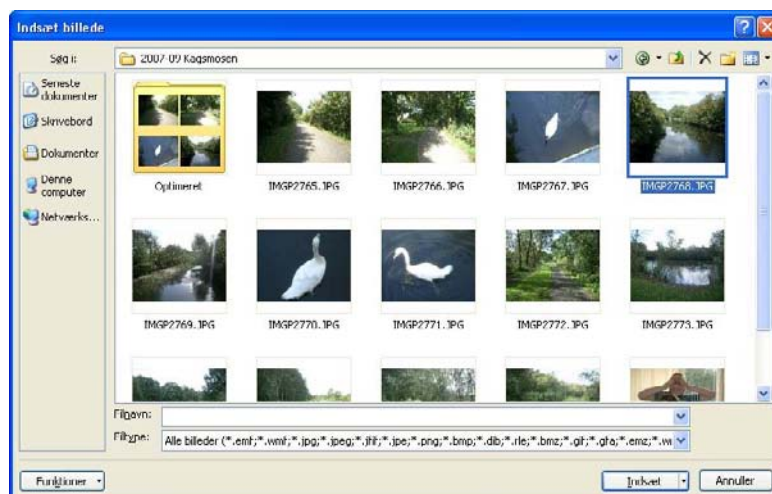 Indsæt billede
Søg i:
2007-09 Kagsmosen
Seneste dokumenter
Skrivebord
Dokumenter
Denne computer
Netværks...
Optimeret
IMGP2765.JPG
IMGP2766.JPG
IMGP2767.JPG
IMGP2768.JPG
IMGP2769.JPG
IMGP2770.JPG
IMGP2771.JPG
IMGP2772.JPG
IMGP2773.JPG
Filnavn:
Filtype:
Alle billeder (*.emf;*.wmf;*.jpg;*.jpeg;*.jfif;*.jpe;*.png;*.bmp;*.dib;*.rle;*.bmz;*.gif;*.gfa;*.emz;*.wm
Funktioner
Indsæt
Annuller